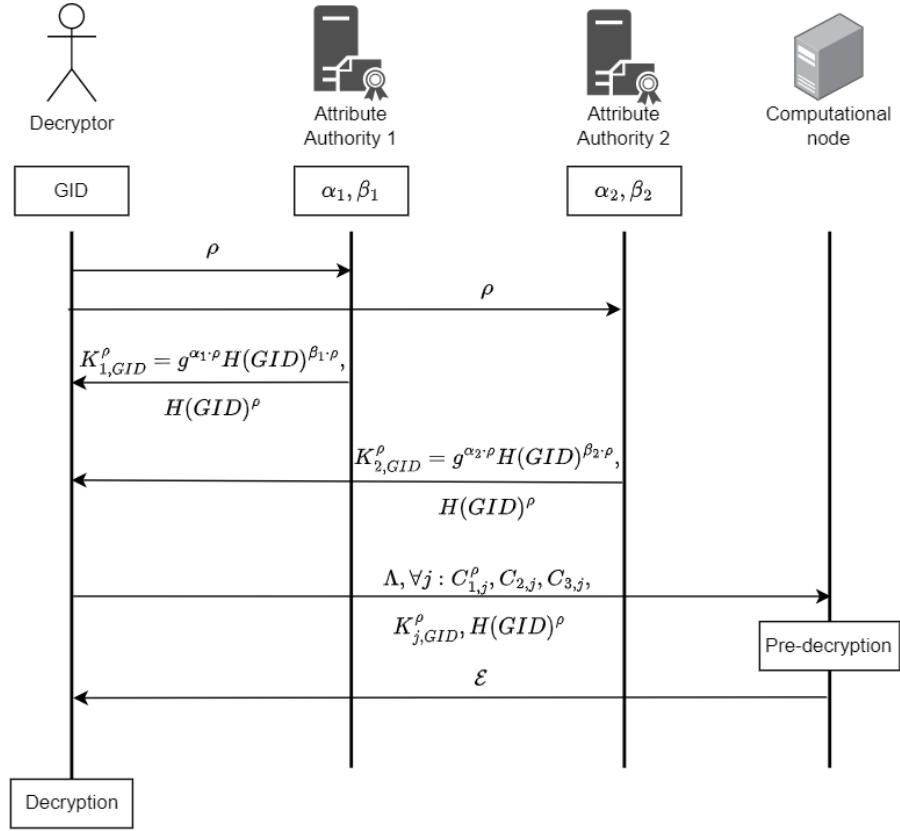 Decryptor
Attribute
Authority 1
Attribute
Authority 2
Computational
node
GID
α₁, β₁
α₂, β₂
ρ
ρ
K^ρ_{1,GID} = g^{α₁·ρ} H(GID)^{β₁·ρ},
H(GID)^ρ
K^ρ_{2,GID} = g^{α₂·ρ} H(GID)^{β₂·ρ},
H(GID)^ρ
Λ, ∀j : C^ρ_{1,j}, C_{2,j}, C_{3,j},
K^ρ_{j,GID}, H(GID)^ρ
Pre-decryption
ℰ
Decryption